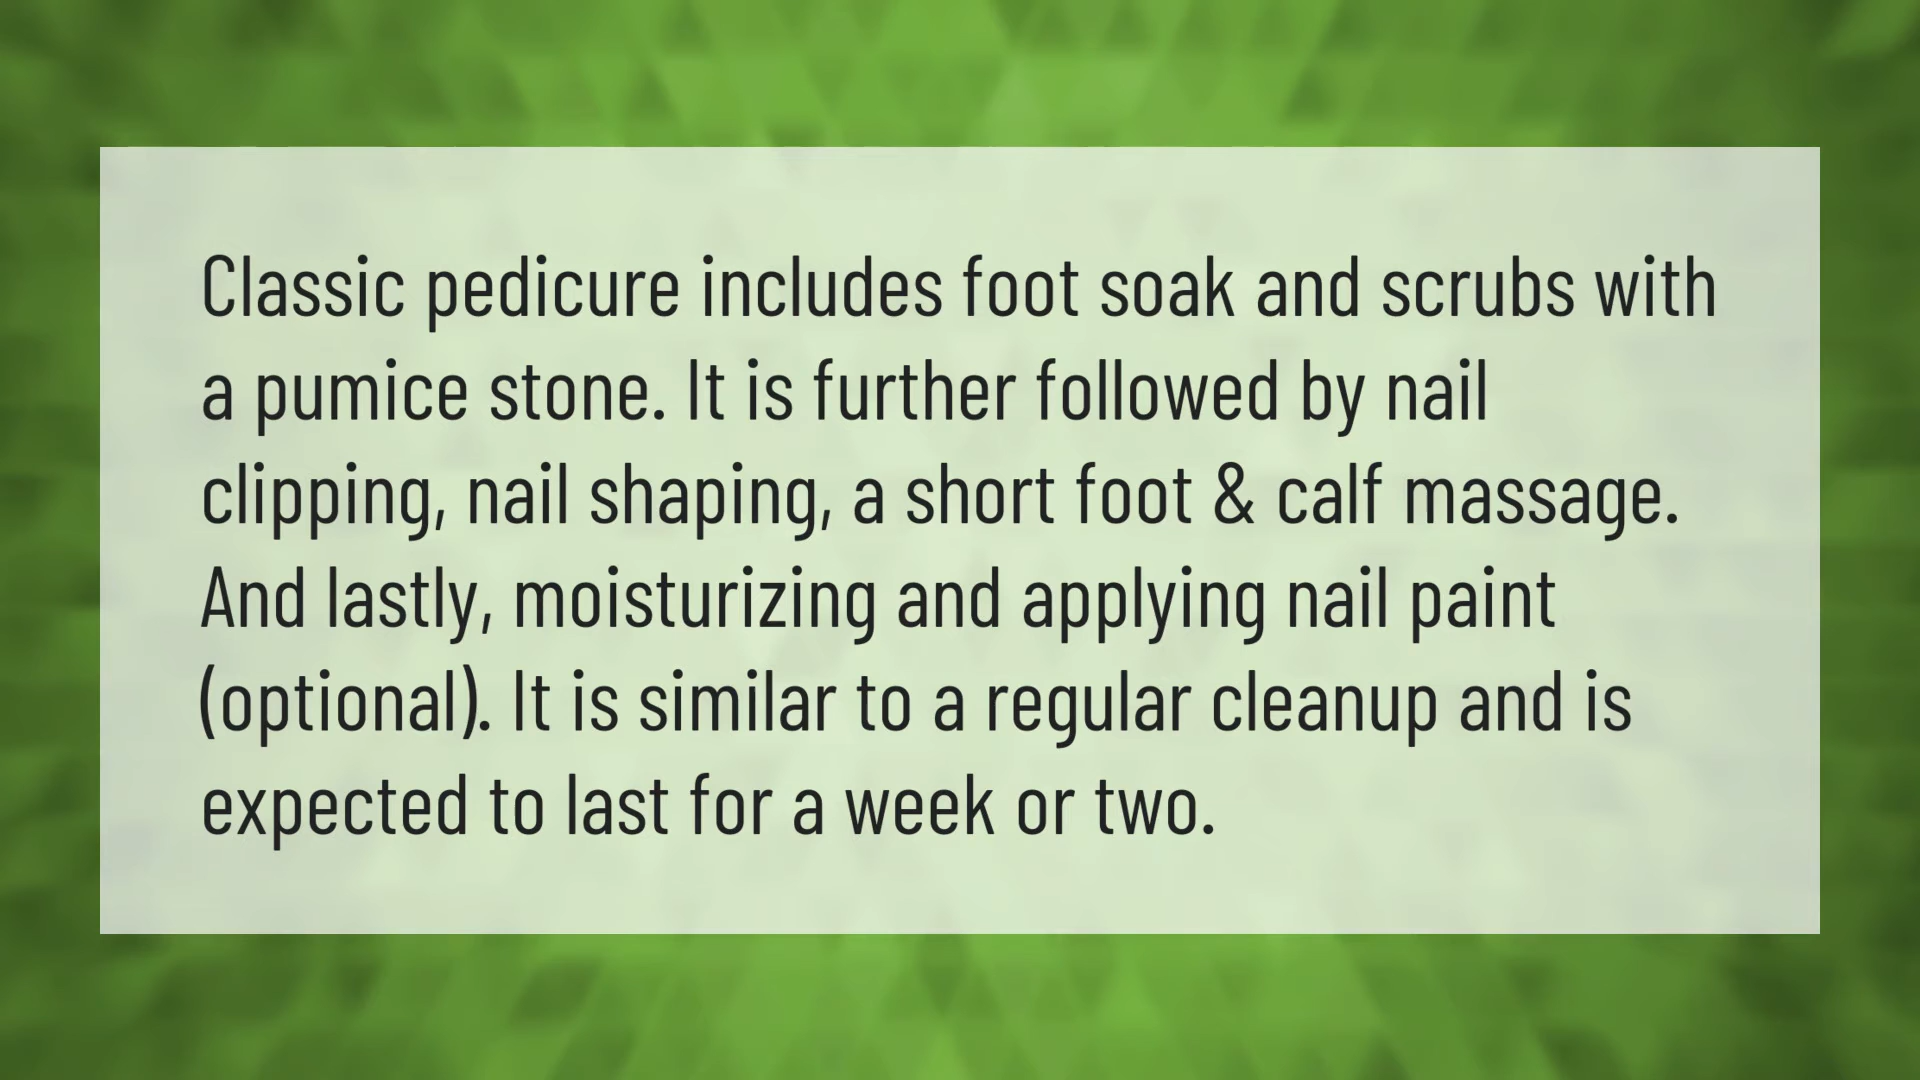 Classic pedicure includes foot soak and scrubs with
a pumice stone. It is further followed by nail
clipping, nail shaping, a short foot & calf massage.
And lastly, moisturizing and applying nail paint
(optional). It is similar to a regular cleanup and is
expected to last for a week or two.